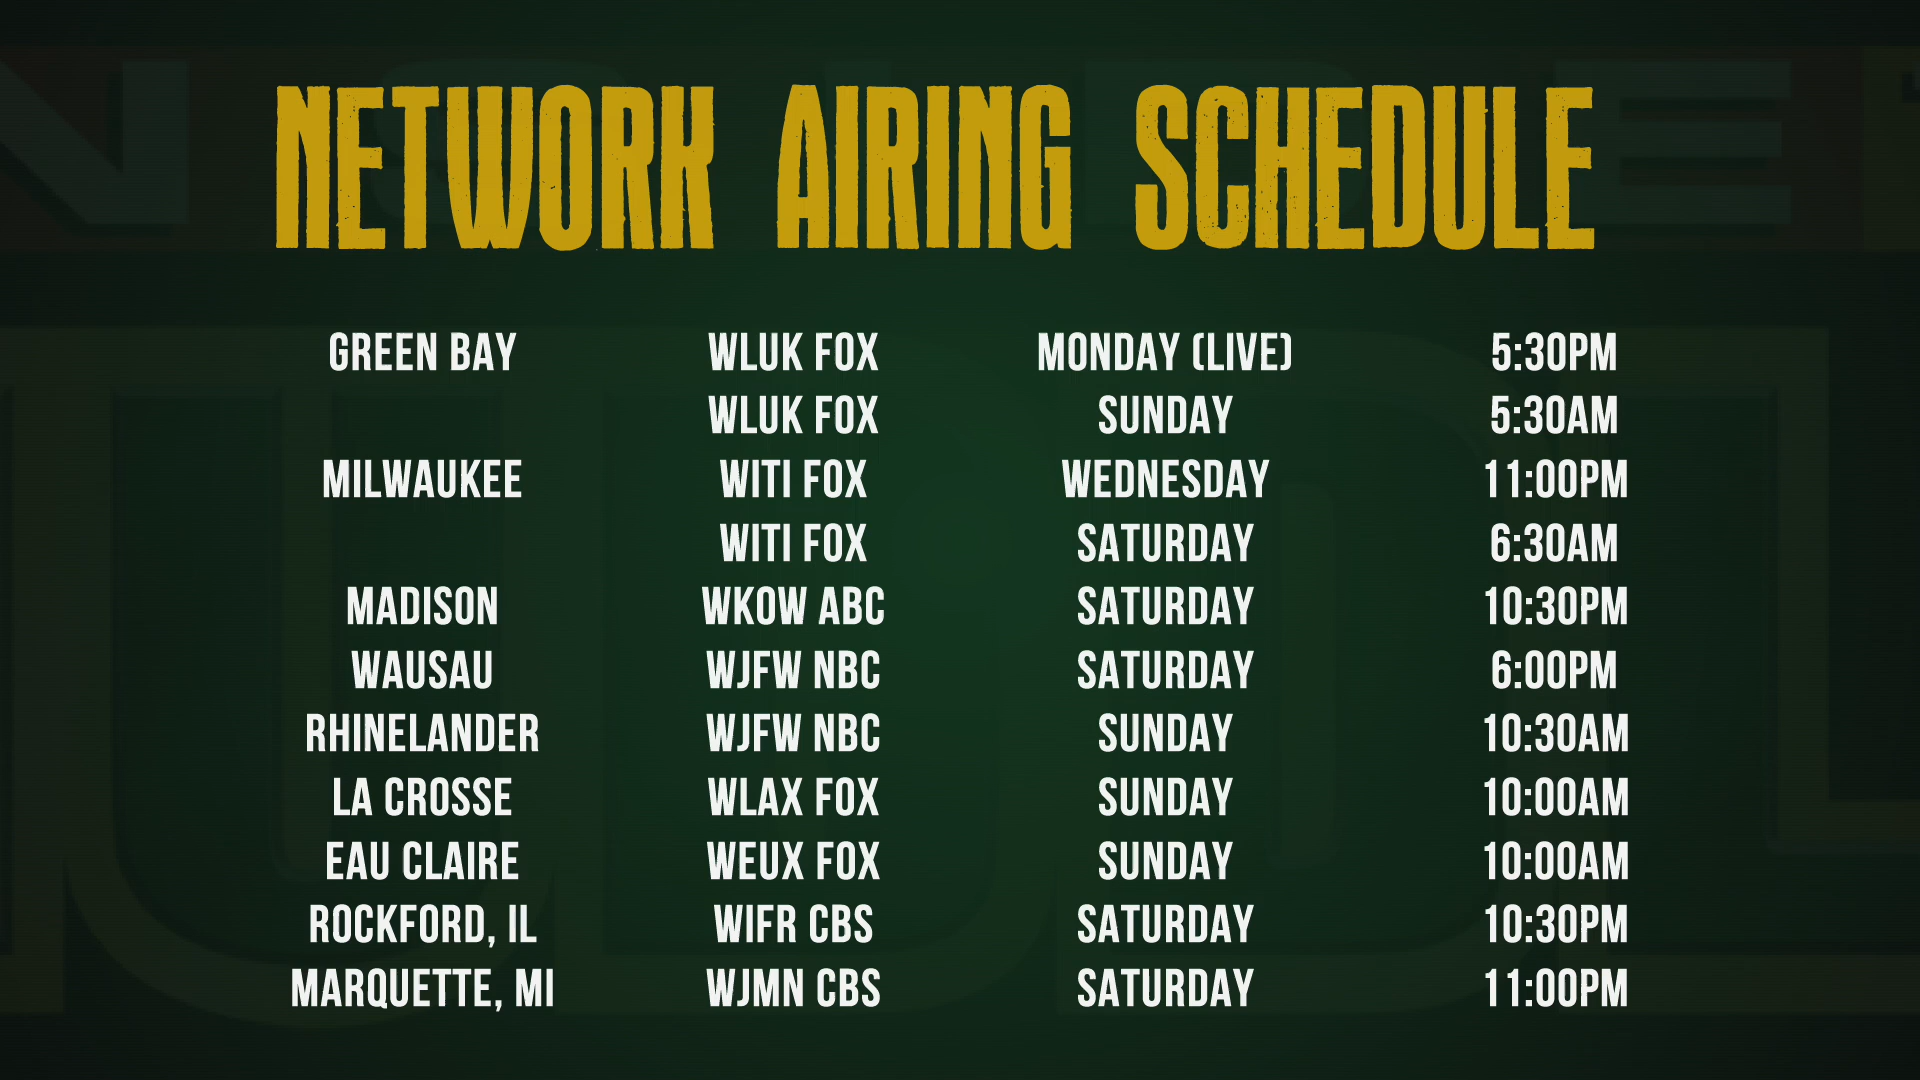 NETWORK AIRING SCHEDULE
GREEN BAY WLUK FOX MONDAY (LIVE) 5:30PM
WLUK FOX SUNDAY 5:30AM
MILWAUKEE WITI FOX WEDNESDAY 11:00PM
WITI FOX SATURDAY 6:30AM
MADISON WKOW ABC SATURDAY 10:30PM
WAUSAU WJFW NBC SATURDAY 6:00PM
RHINELANDER WJFW NBC SUNDAY 10:30AM
LA CROSSE WLAX FOX SUNDAY 10:00AM
EAU CLAIRE WEUX FOX SUNDAY 10:00AM
ROCKFORD, IL WIFR CBS SATURDAY 10:30PM
MARQUETTE, MI WJMN CBS SATURDAY 11:00PM